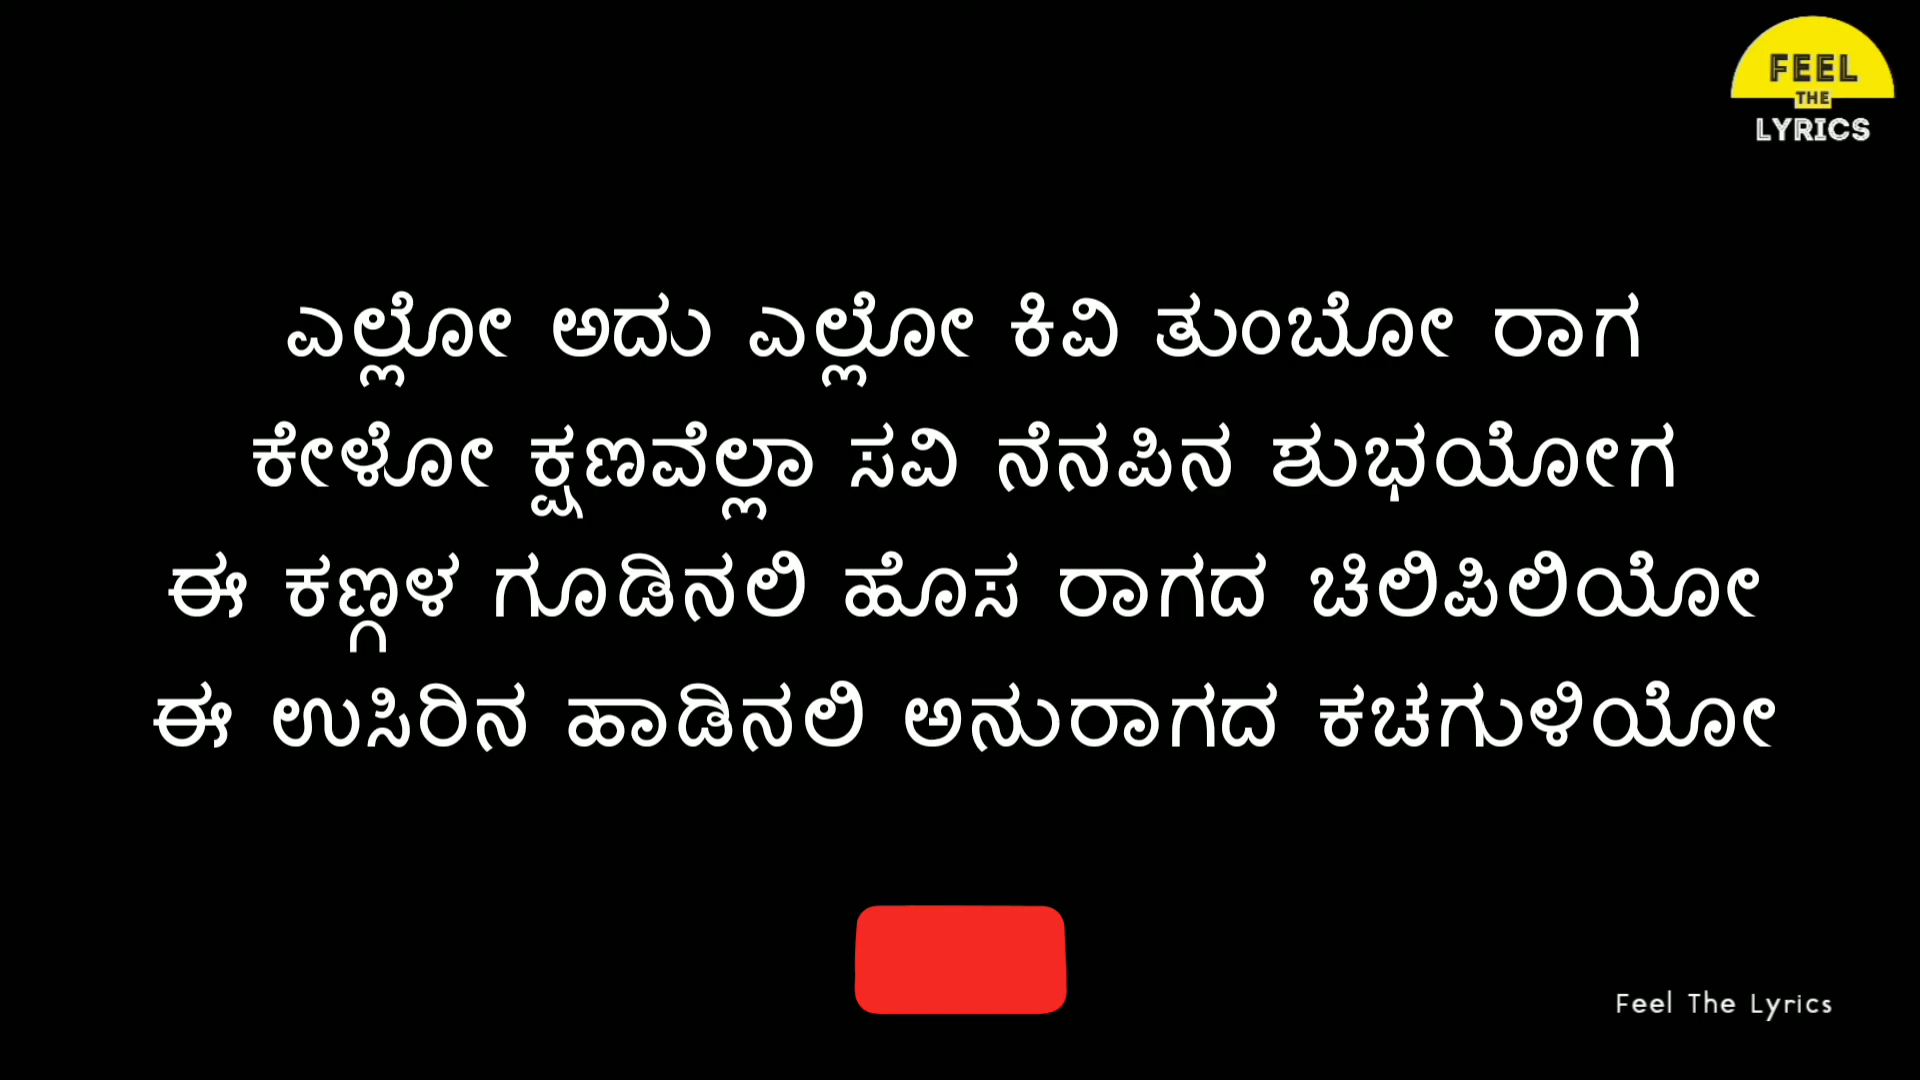 FEEL
THE
LYRICS
ಎಲ್ಲೋ ಅದು ಎಲ್ಲೋ ಕಿವಿ ತುಂಬೋ ರಾಗ
ಕೇಳೋ ಕ್ಷಣವೆಲ್ಲಾ ಸವಿ ನೆನಪಿನ ಶುಭಯೋಗ
ಈ ಕಣ್ಗಳ ಗೂಡಿನಲಿ ಹೊಸ ರಾಗದ ಚಿಲಿಪಿಲಿಯೋ
ಈ ಉಸಿರಿನ ಹಾಡಿನಲಿ ಅನುರಾಗದ ಕಚಗುಳಿಯೋ
Feel The Lyrics